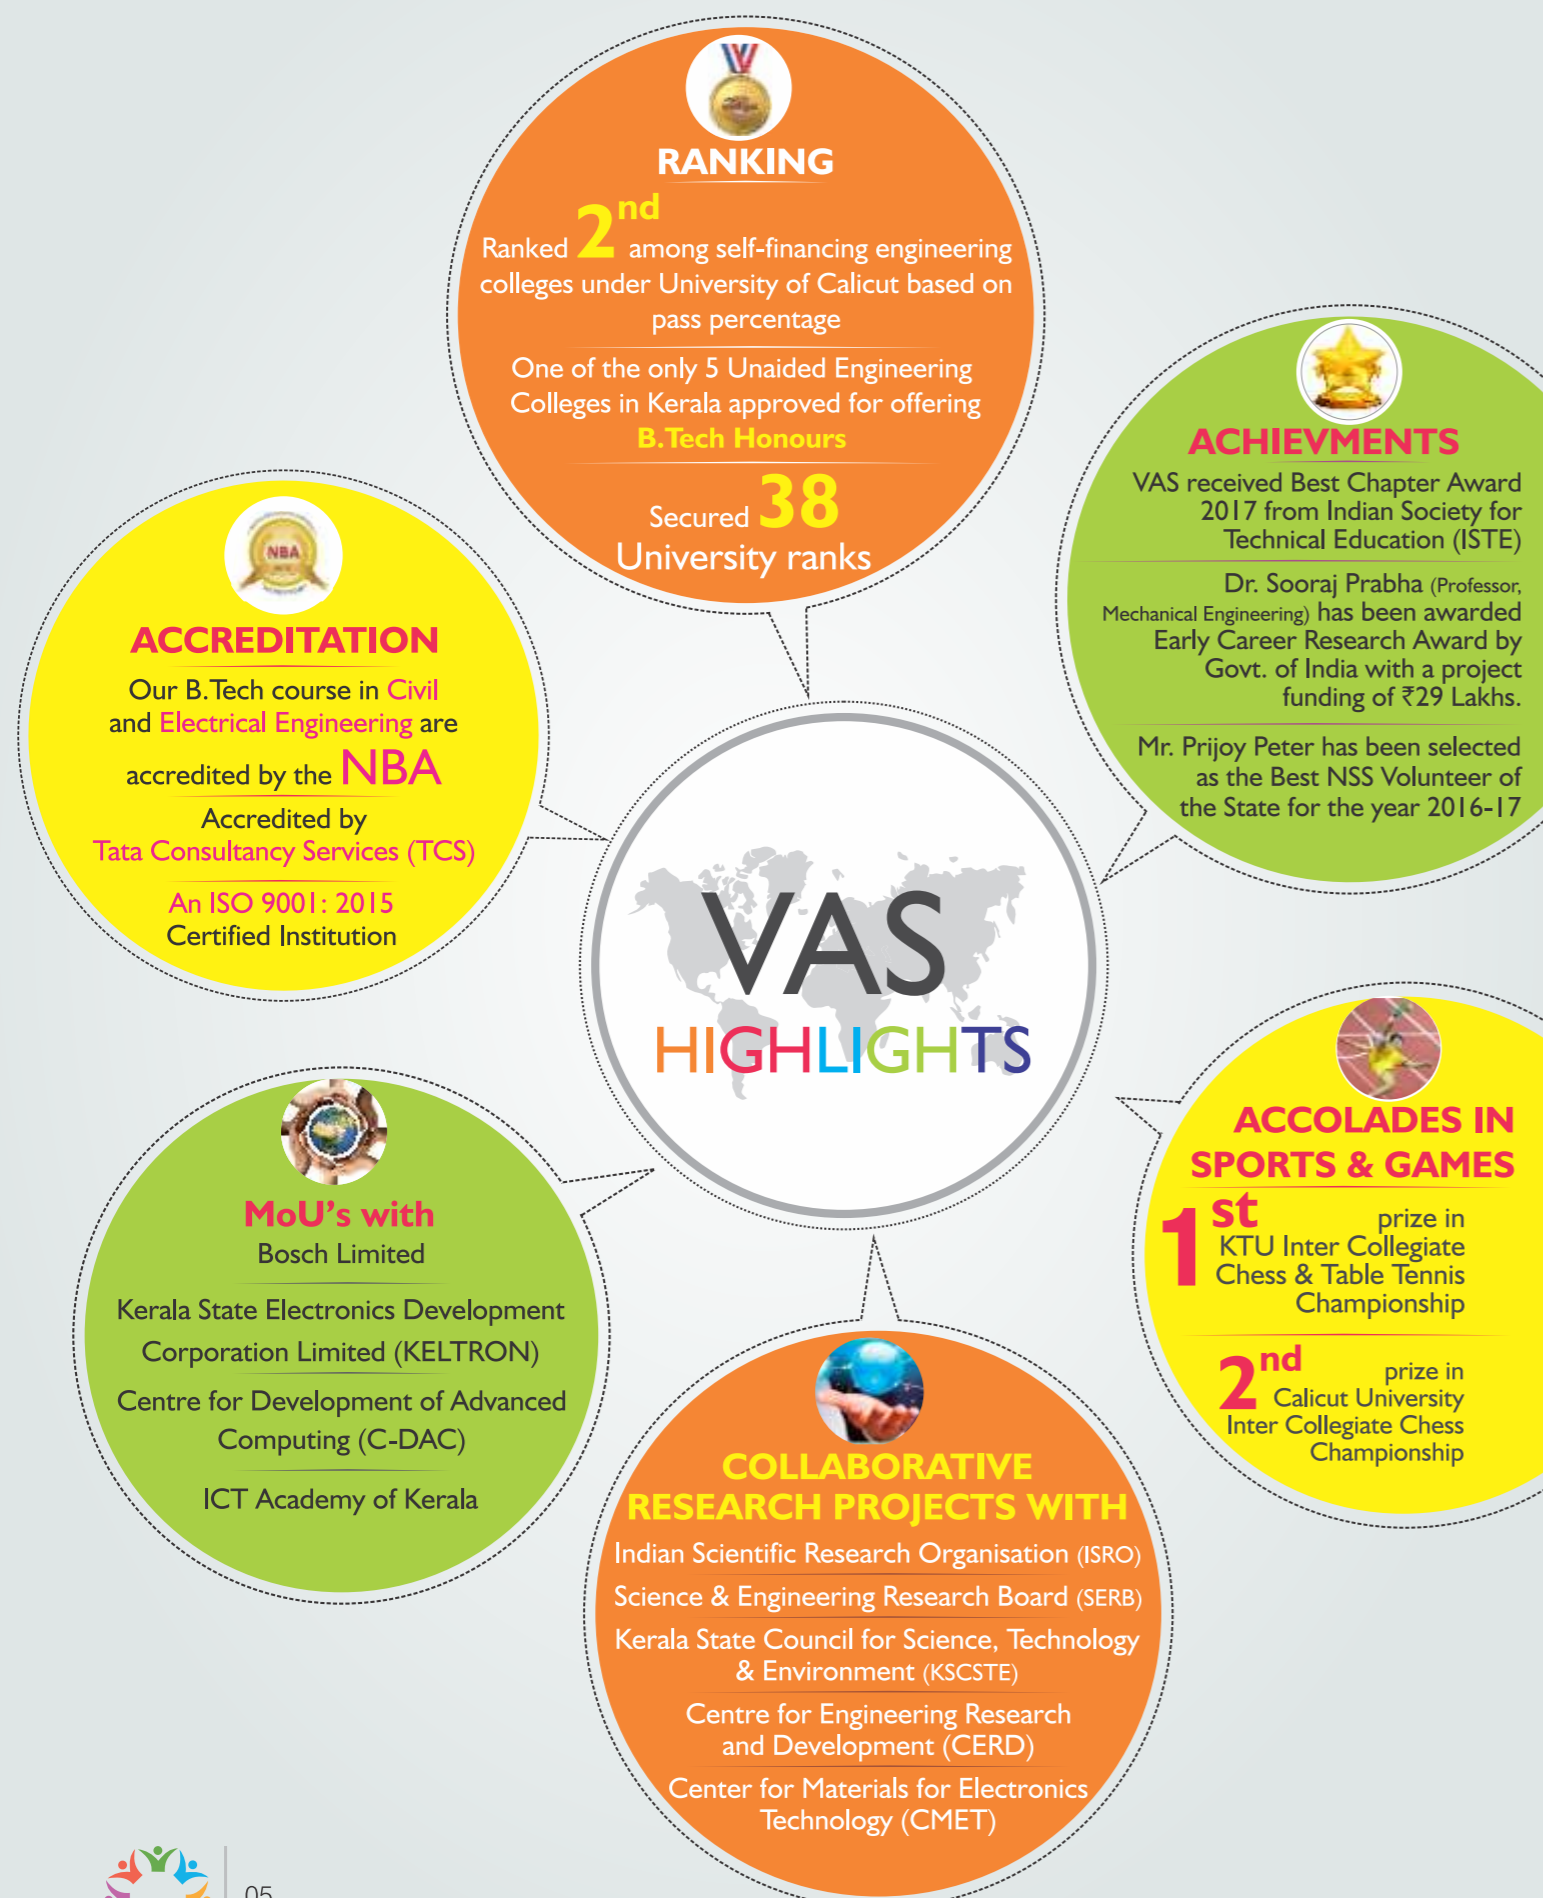 RANKING
Ranked 2nd among self-financing engineering
colleges under University of Calicut based on
pass percentage
One of the only 5 Unaided Engineering
Colleges in Kerala approved for offering
B.Tech Honours
Secured 38
University ranks
ACHIEVMENTS
VAS received Best Chapter Award
2017 from Indian Society for
Technical Education (ISTE)
Dr. Sooraj Prabha (Professor,
Mechanical Engineering) has been awarded
Early Career Research Award by
Govt. of India with a project
funding of ₹29 Lakhs.
Mr. Prijoy Peter has been selected
as the Best NSS Volunteer of
the State for the year 2016-17
NBA
ACCREDITATION
Our B.Tech course in Civil
and Electrical Engineering are
accredited by the NBA
Accredited by
Tata Consultancy Services (TCS)
An ISO 9001: 2015
Certified Institution
VAS
HIGHLIGHTS
ACCOLADES IN
SPORTS & GAMES
1st prize in
KTU Inter Collegiate
Chess & Table Tennis
Championship
2nd prize in
Calicut University
Inter Collegiate Chess
Championship
MoU's with
Bosch Limited
Kerala State Electronics Development
Corporation Limited (KELTRON)
Centre for Development of Advanced
Computing (C-DAC)
ICT Academy of Kerala
COLLABORATIVE
RESEARCH PROJECTS WITH
Indian Scientific Research Organisation (ISRO)
Science & Engineering Research Board (SERB)
Kerala State Council for Science, Technology
& Environment (KSCSTE)
Centre for Engineering Research
and Development (CERD)
Center for Materials for Electronics
Technology (CMET)
05